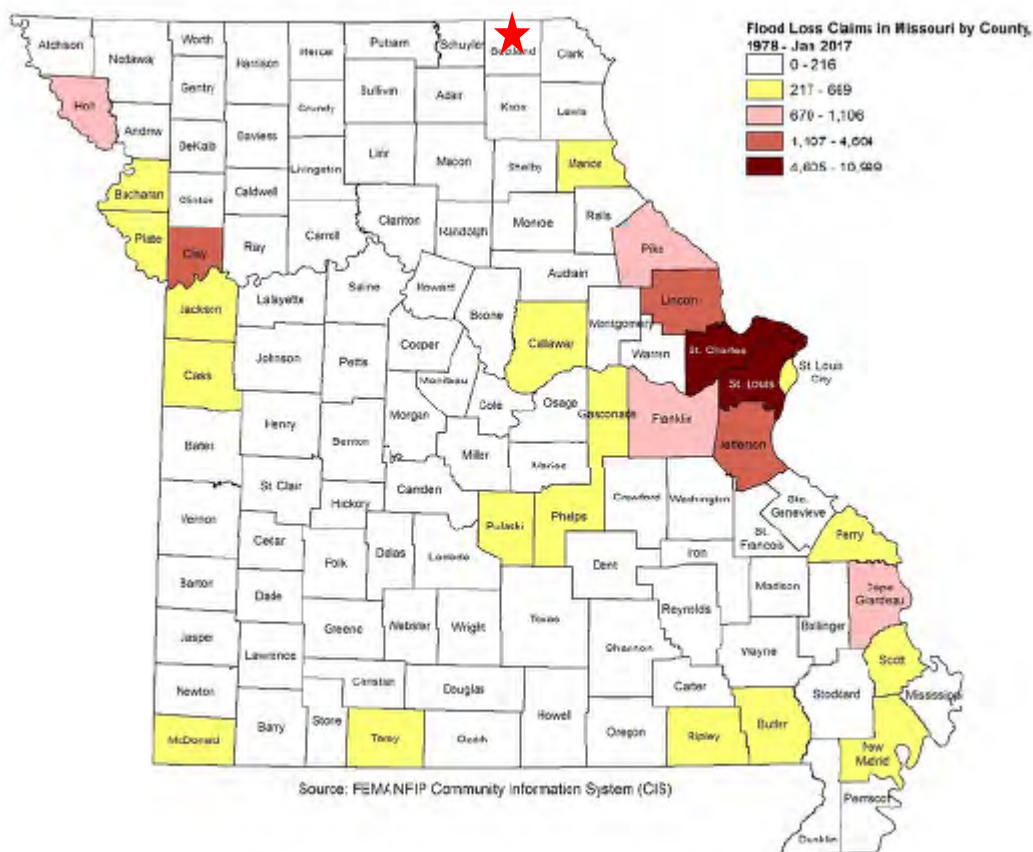 Flood Loss Claims in Missouri by County,
1978 - Jan 2017
0 - 216
217 - 669
670 - 1,106
1,107 - 4,604
Atchison
Nodaway
Worth
Harrison
Mercer
Putnam
Schuyler
Clark
Holt
Andrew
Gentry
Grundy
Sullivan
Adair
Knox
Lewis
DeKalb
Daviess
Livingston
Linn
Macon
Shelby
Marion
Buchanan
Clinton
Caldwell
Chariton
Randolph
Monroe
Ralls
Platte
Clay
Ray
Carroll
Pike
Audrain
Jackson
Lafayette
Saline
Howard
Boone
Callaway
Montgomery
Lincoln
Warren
St. Charles
St. Louis
St. Louis
City
Cass
Johnson
Pettis
Cooper
Moniteau
Cole
Osage
Gasconade
Franklin
Jefferson
Bates
Henry
Benton
Morgan
Miller
Maries
St. Clair
Hickory
Camden
Pulaski
Phelps
Crawford
Washington
Ste.
Genevieve
St.
Francois
Perry
Vernon
Cedar
Polk
Dallas
Laclede
Dent
Iron
Madison
Cape
Girardeau
Barton
Dade
Greene
Webster
Wright
Texas
Reynolds
Bollinger
Jasper
Lawrence
Shannon
Wayne
Scott
Newton
Christian
Douglas
Carter
Stoddard
Mississippi
McDonald
Barry
Stone
Taney
Ozark
Howell
Oregon
Ripley
Butler
New
Madrid
Pemiscot
Dunklin
Source: FEMA/NFIP Community Information System (CIS)